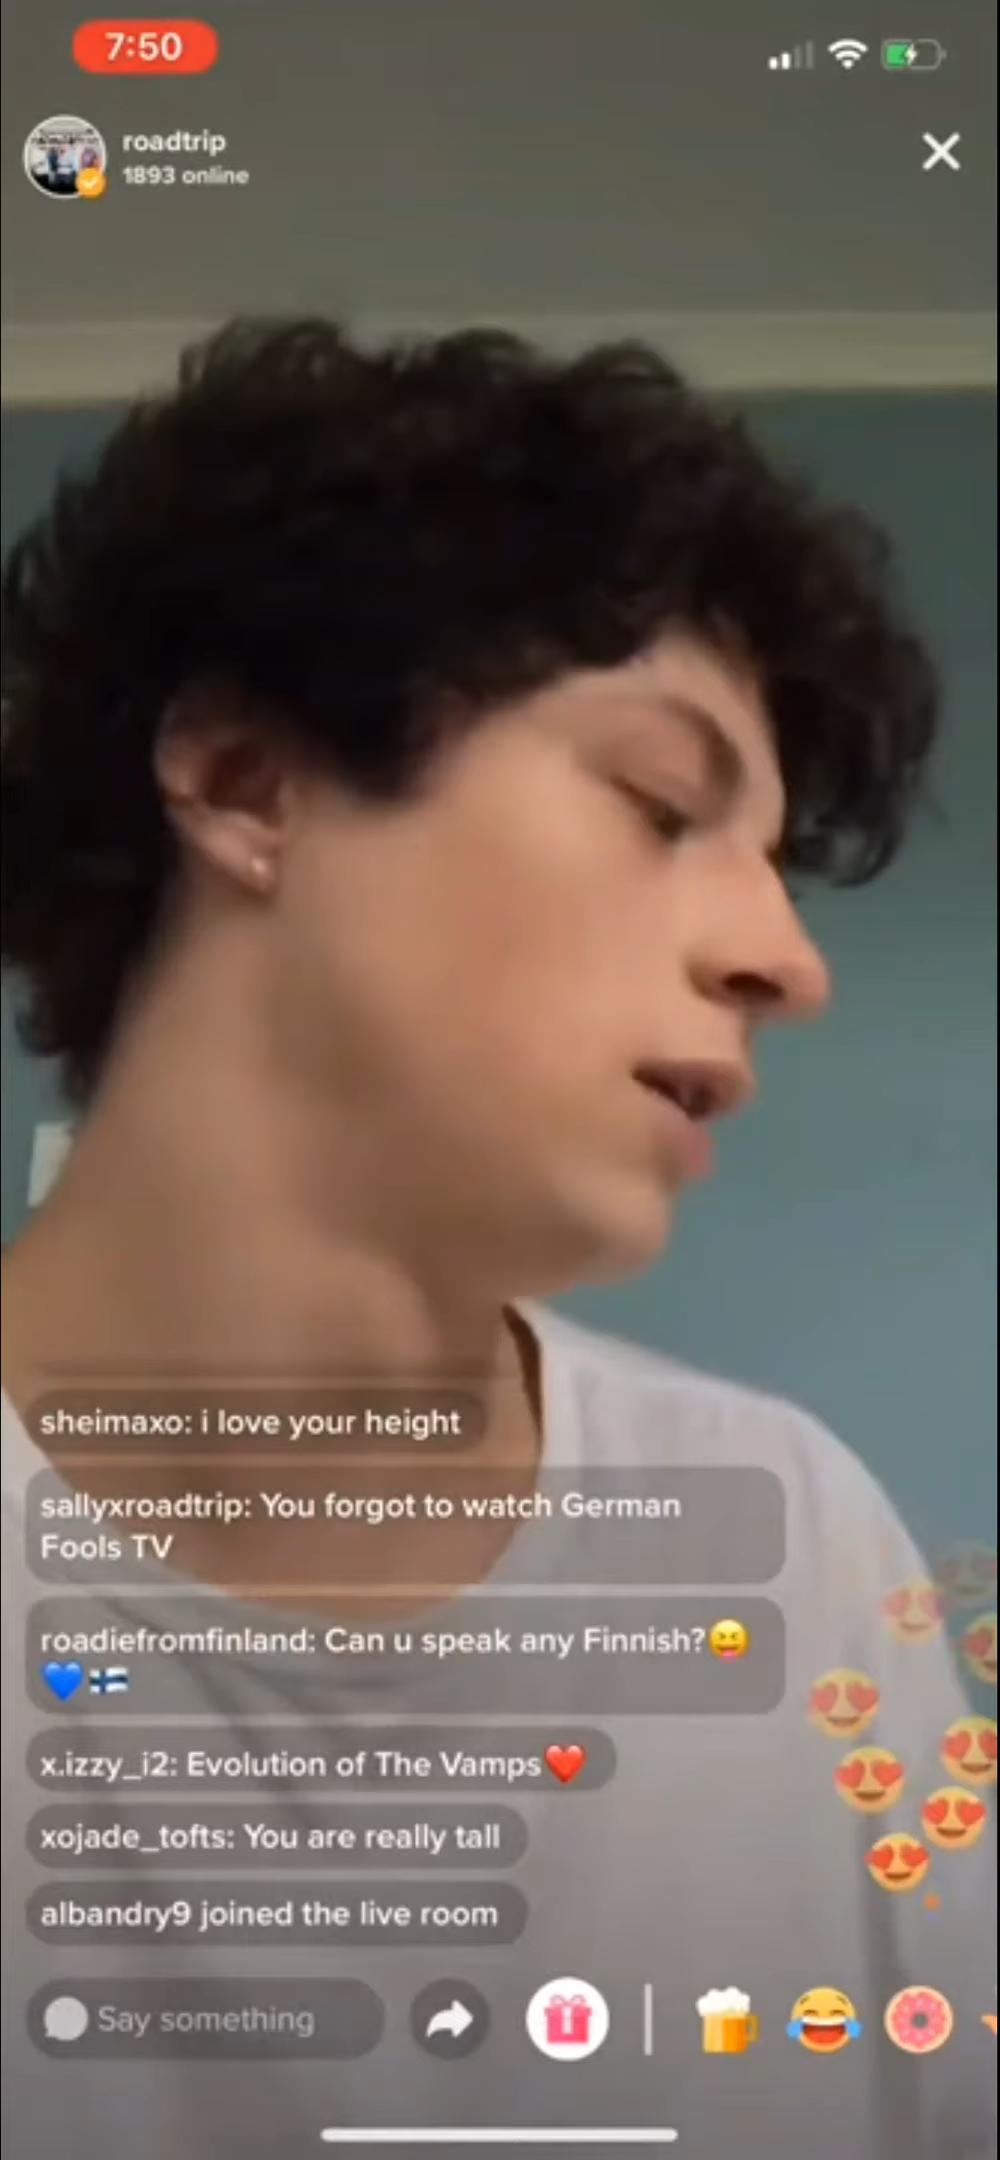 7:50
roadtrip
1893 online
sheimaxo: i love your height
sallyxroadtrip: You forgot to watch German
Fools TV
roadiefromfinland: Can u speak any Finnish?😝
💙🇫🇮
x.izzy_i2: Evolution of The Vamps❤️
xojade_tofts: You are really tall
albandry9 joined the live room
Say something